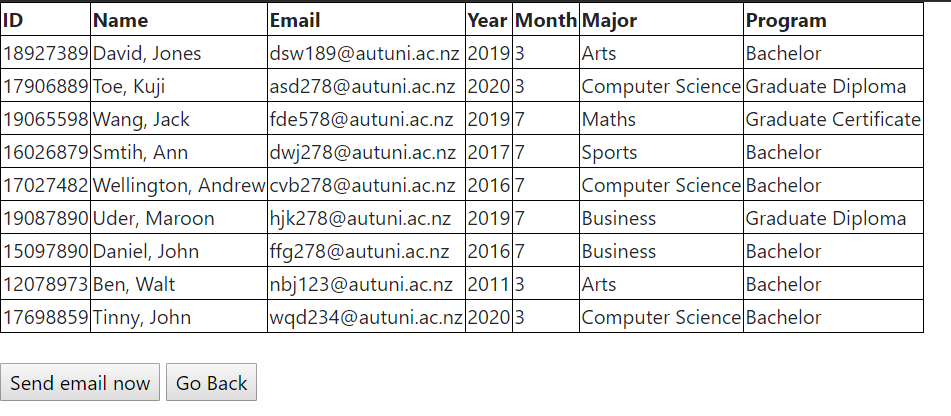 ID Name Email Year Month Major Program
18927389 David, Jones dsw189@autuni.ac.nz 2019 3 Arts Bachelor
17906889 Toe, Kuji asd278@autuni.ac.nz 2020 3 Computer Science Graduate Diploma
19065598 Wang, Jack fde578@autuni.ac.nz 2019 7 Maths Graduate Certificate
16026879 Smtih, Ann dwj278@autuni.ac.nz 2017 7 Sports Bachelor
17027482 Wellington, Andrew cvb278@autuni.ac.nz 2016 7 Computer Science Bachelor
19087890 Uder, Maroon hjk278@autuni.ac.nz 2019 7 Business Graduate Diploma
15097890 Daniel, John ffg278@autuni.ac.nz 2016 7 Business Bachelor
12078973 Ben, Walt nbj123@autuni.ac.nz 2011 3 Arts Bachelor
17698859 Tinny, John wqd234@autuni.ac.nz 2020 3 Computer Science Bachelor
Send email now Go Back